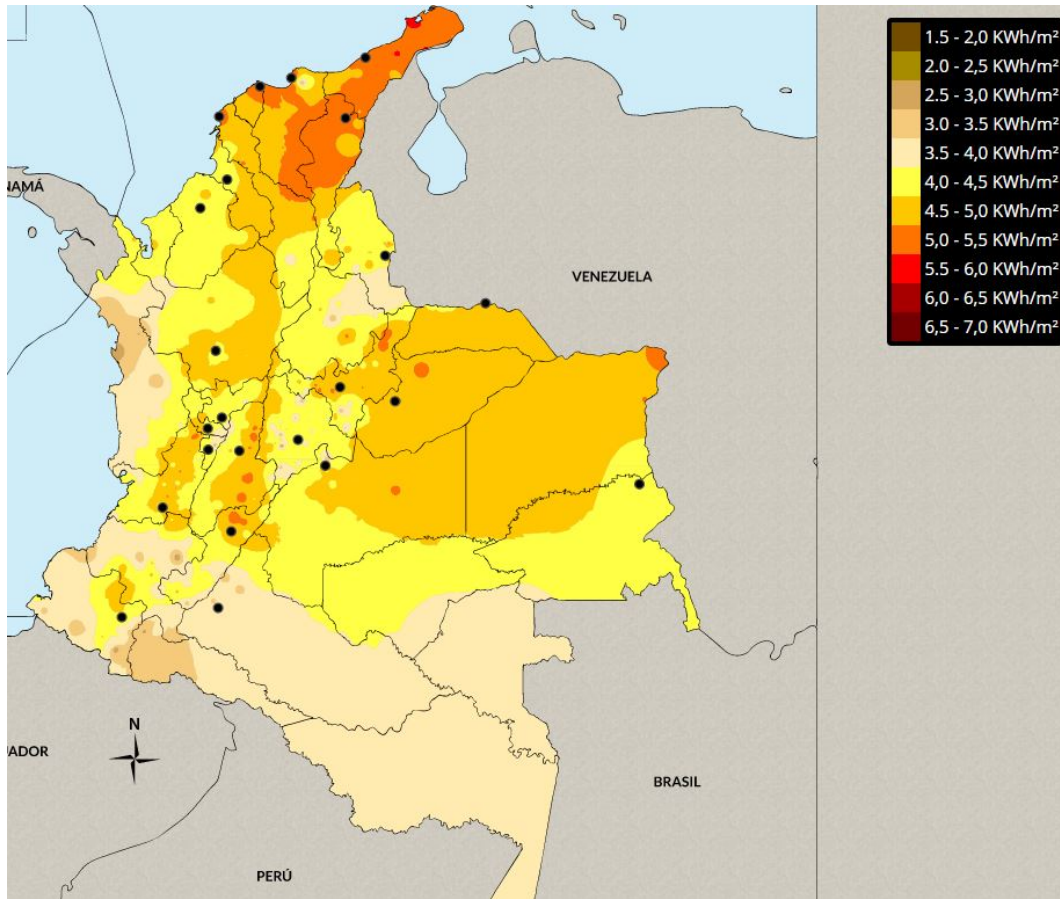 1.5 - 2,0 KWh/m²
2.0 - 2,5 KWh/m²
2.5 - 3,0 KWh/m²
3.0 - 3.5 KWh/m²
3.5 - 4,0 KWh/m²
4,0 - 4,5 KWh/m²
4.5 - 5,0 KWh/m²
5,0 - 5,5 KWh/m²
5.5 - 6,0 KWh/m²
6,0 - 6,5 KWh/m²
6,5 - 7,0 KWh/m²
NAMÁ
VENEZUELA
N
ADOR
BRASIL
PERÚ